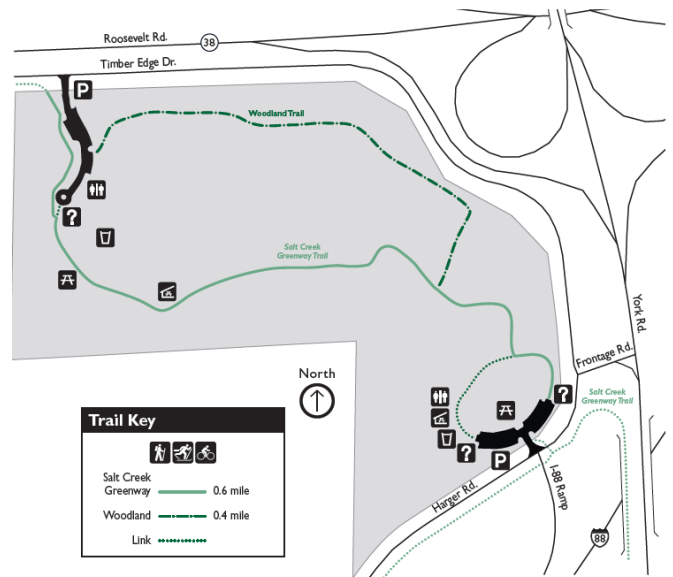 Roosevelt Rd.
38
Timber Edge Dr.
P
Woodland Trail
?
Salt Creek
Greenway Trail
York Rd.
Frontage Rd.
North
?
Salt Creek
Greenway Trail
Trail Key
?
P
I-88 Ramp
Harger Rd.
Salt Creek
Greenway
0.6 mile
Woodland
0.4 mile
Link
88